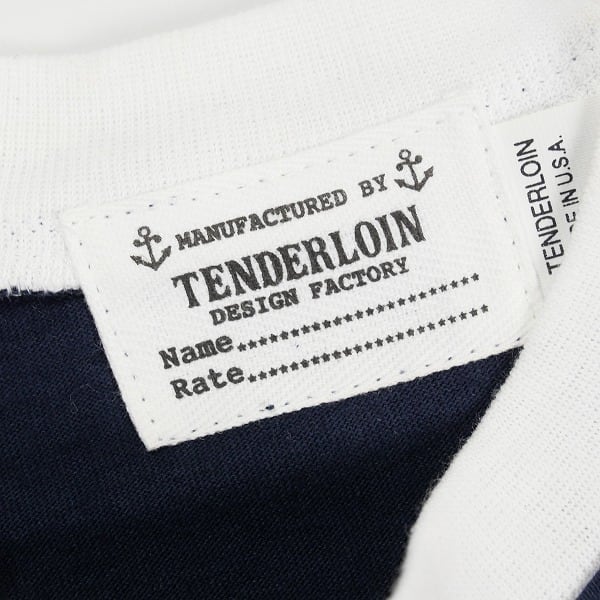 MANUFACTURED BY
TENDERLOIN
DESIGN FACTORY
Name★★★★★★★★★★★★★★★★★★★★
Rate★★★★★★★★★★★★★★★★★★★★
TENDERLOIN
IN U.S.A.